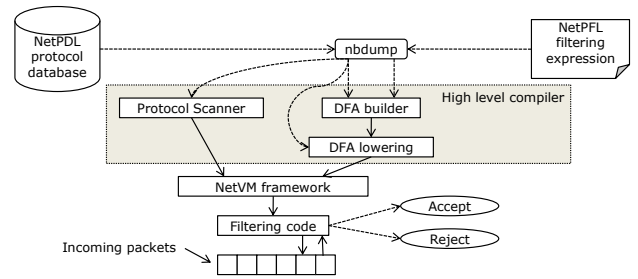 NetPDL
protocol
database
nbdump
NetPFL
filtering
expression
High level compiler
Protocol Scanner
DFA builder
DFA lowering
NetVM framework
Filtering code
Accept
Reject
Incoming packets